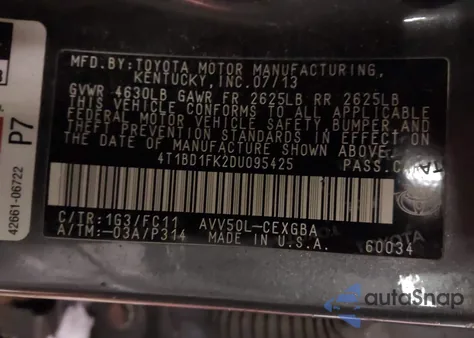 MFD.BY:TOYOTA MOTOR MANUFACTURING,
KENTUCKY,INC.07/13
GVWR 4630LB GAWR FR 2625LB RR 2625LB
THIS VEHICLE CONFORMS TO ALL APPLICABLE
FEDERAL MOTOR VEHICLE SAFETY,BUMPER,AND
THEFT PREVENTION STANDARDS IN EFFECT ON
THE DATE OF MANUFACTURE SHOWN ABOVE.
4T1BD1FK2DU095425 PASS.CAR
C/TR:1G3/FC11 AVV50L-CEXGBA
A/TM:-03A/P314 MADE IN U.S.A. 60034
42661-06722
P7
TOYOTA
autoSnap